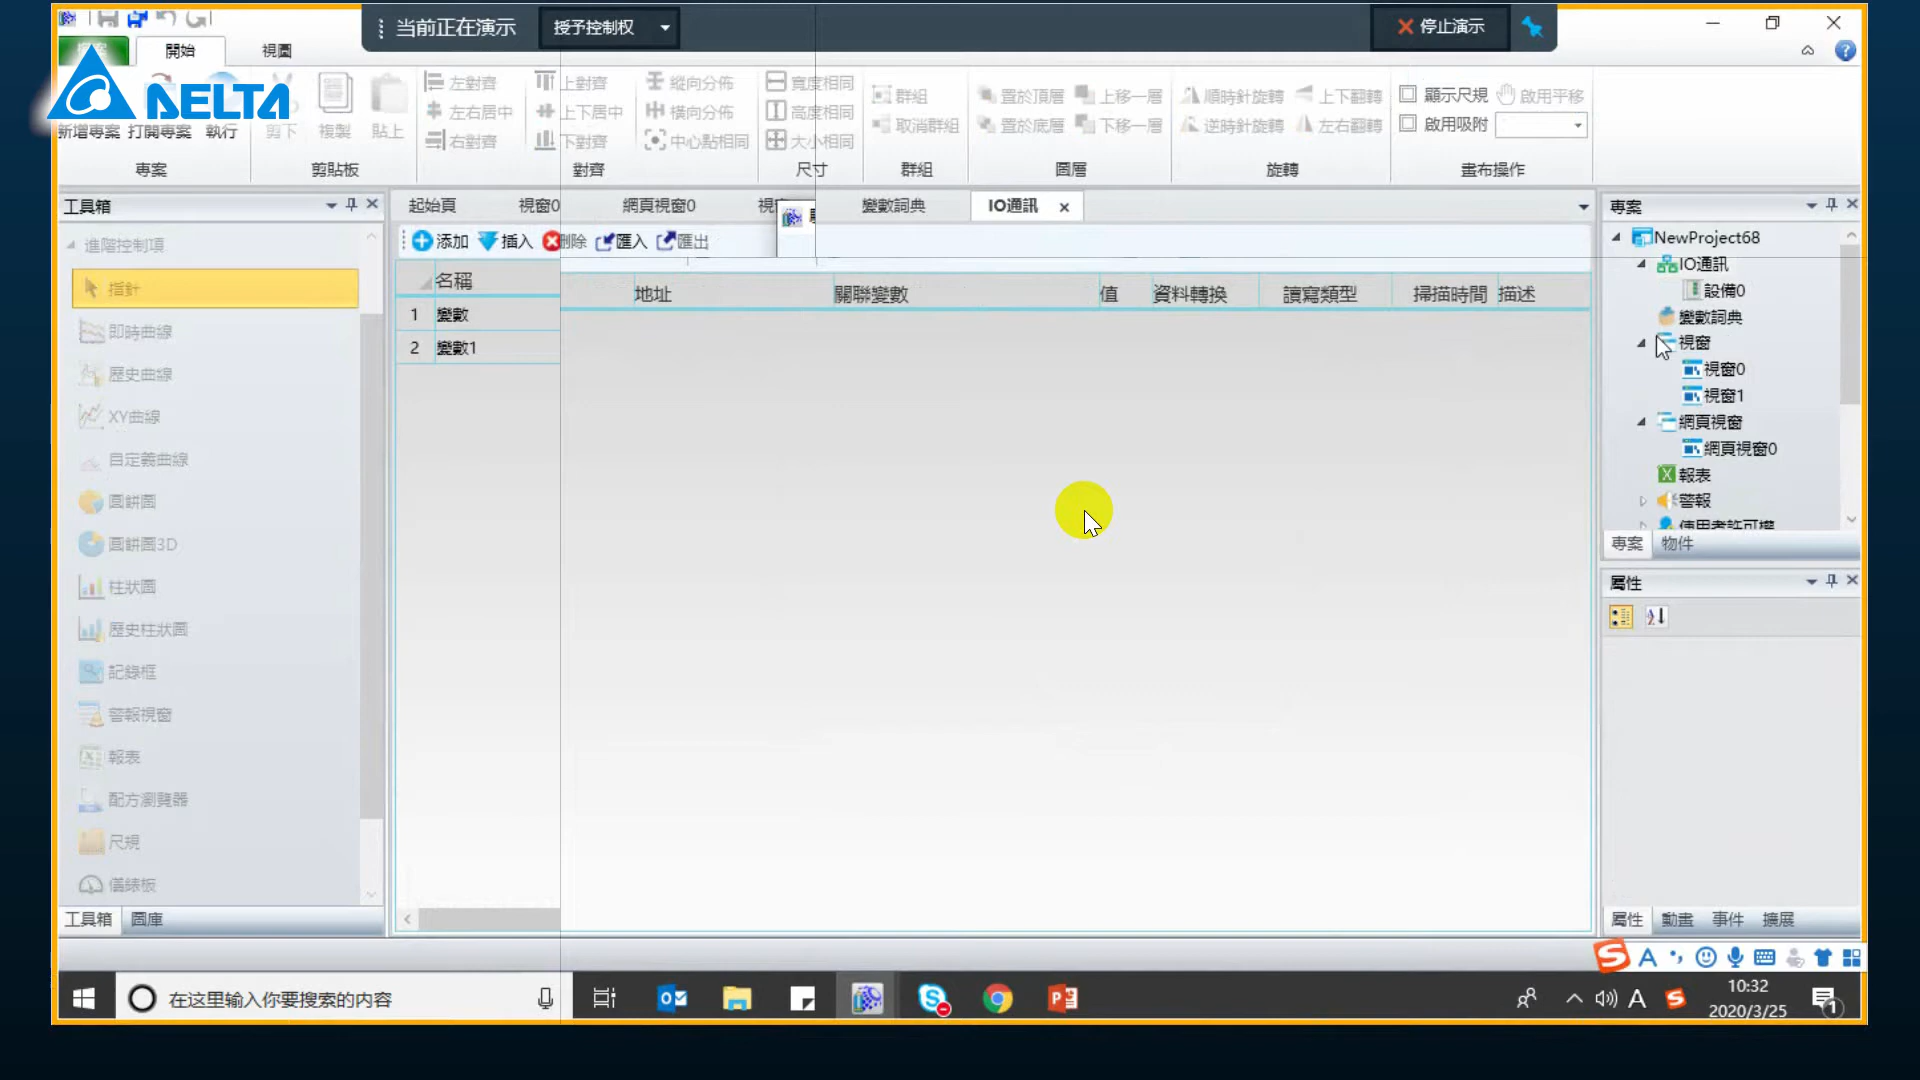 当前正在演示 授予控制权 停止演示
開始 視圖
DELTA
新增專案 打開專案 執行 剪下 複製 貼上
左對齊 上對齊 縱向分佈 寬度相同 群組 置於頂層 上移一層 順時針旋轉 上下翻轉 顯示尺規 啟用平移
左右居中 上下居中 橫向分佈 高度相同 取消群組 置於底層 下移一層 逆時針旋轉 左右翻轉 啟用吸附
右對齊 下對齊 中心點相同 大小相同
專案 剪貼板 對齊 尺寸 群組 圖層 旋轉 畫布操作
工具箱
進階控制項
指針
即時曲線
歷史曲線
XY曲線
自定義曲線
圓餅圖
圓餅圖3D
柱狀圖
歷史柱狀圖
記錄框
警報視窗
報表
配方瀏覽器
尺規
儀錶板
工具箱 圖庫
起始頁 視窗0 網頁視窗0 視 變數詞典 IO通訊
添加 插入 刪除 匯入 匯出
名稱 地址 關聯變數 值 資料轉換 讀寫類型 掃描時間 描述
1 變數
2 變數1
專案
NewProject68
IO通訊
設備0
變數詞典
視窗
視窗0
視窗1
網頁視窗
網頁視窗0
報表
警報
使用者許可權
專案 物件
屬性
屬性 動畫 事件 擴展
在这里输入你要搜索的内容
10:32
2020/3/25
1